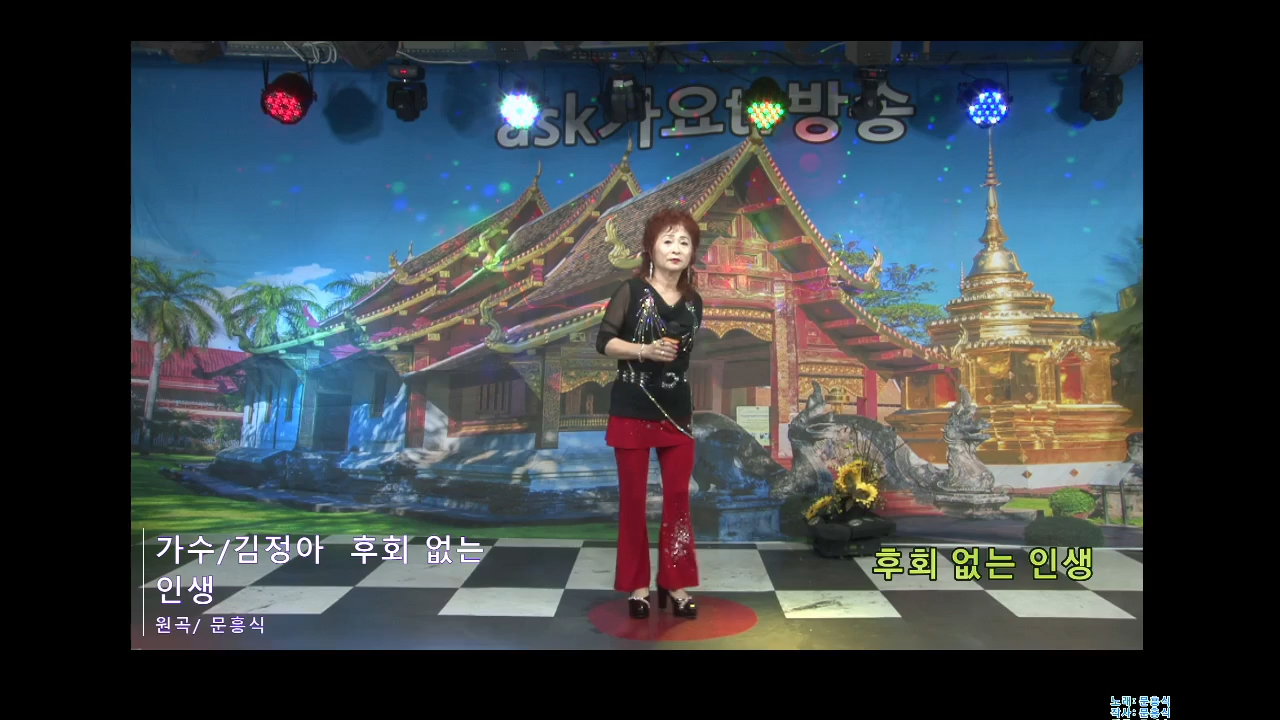 ask가요tv방송
가수/김정아 후회 없는
인생
원곡/ 문흥식
후회 없는 인생
노래: 문흥식
작사: 문흥식